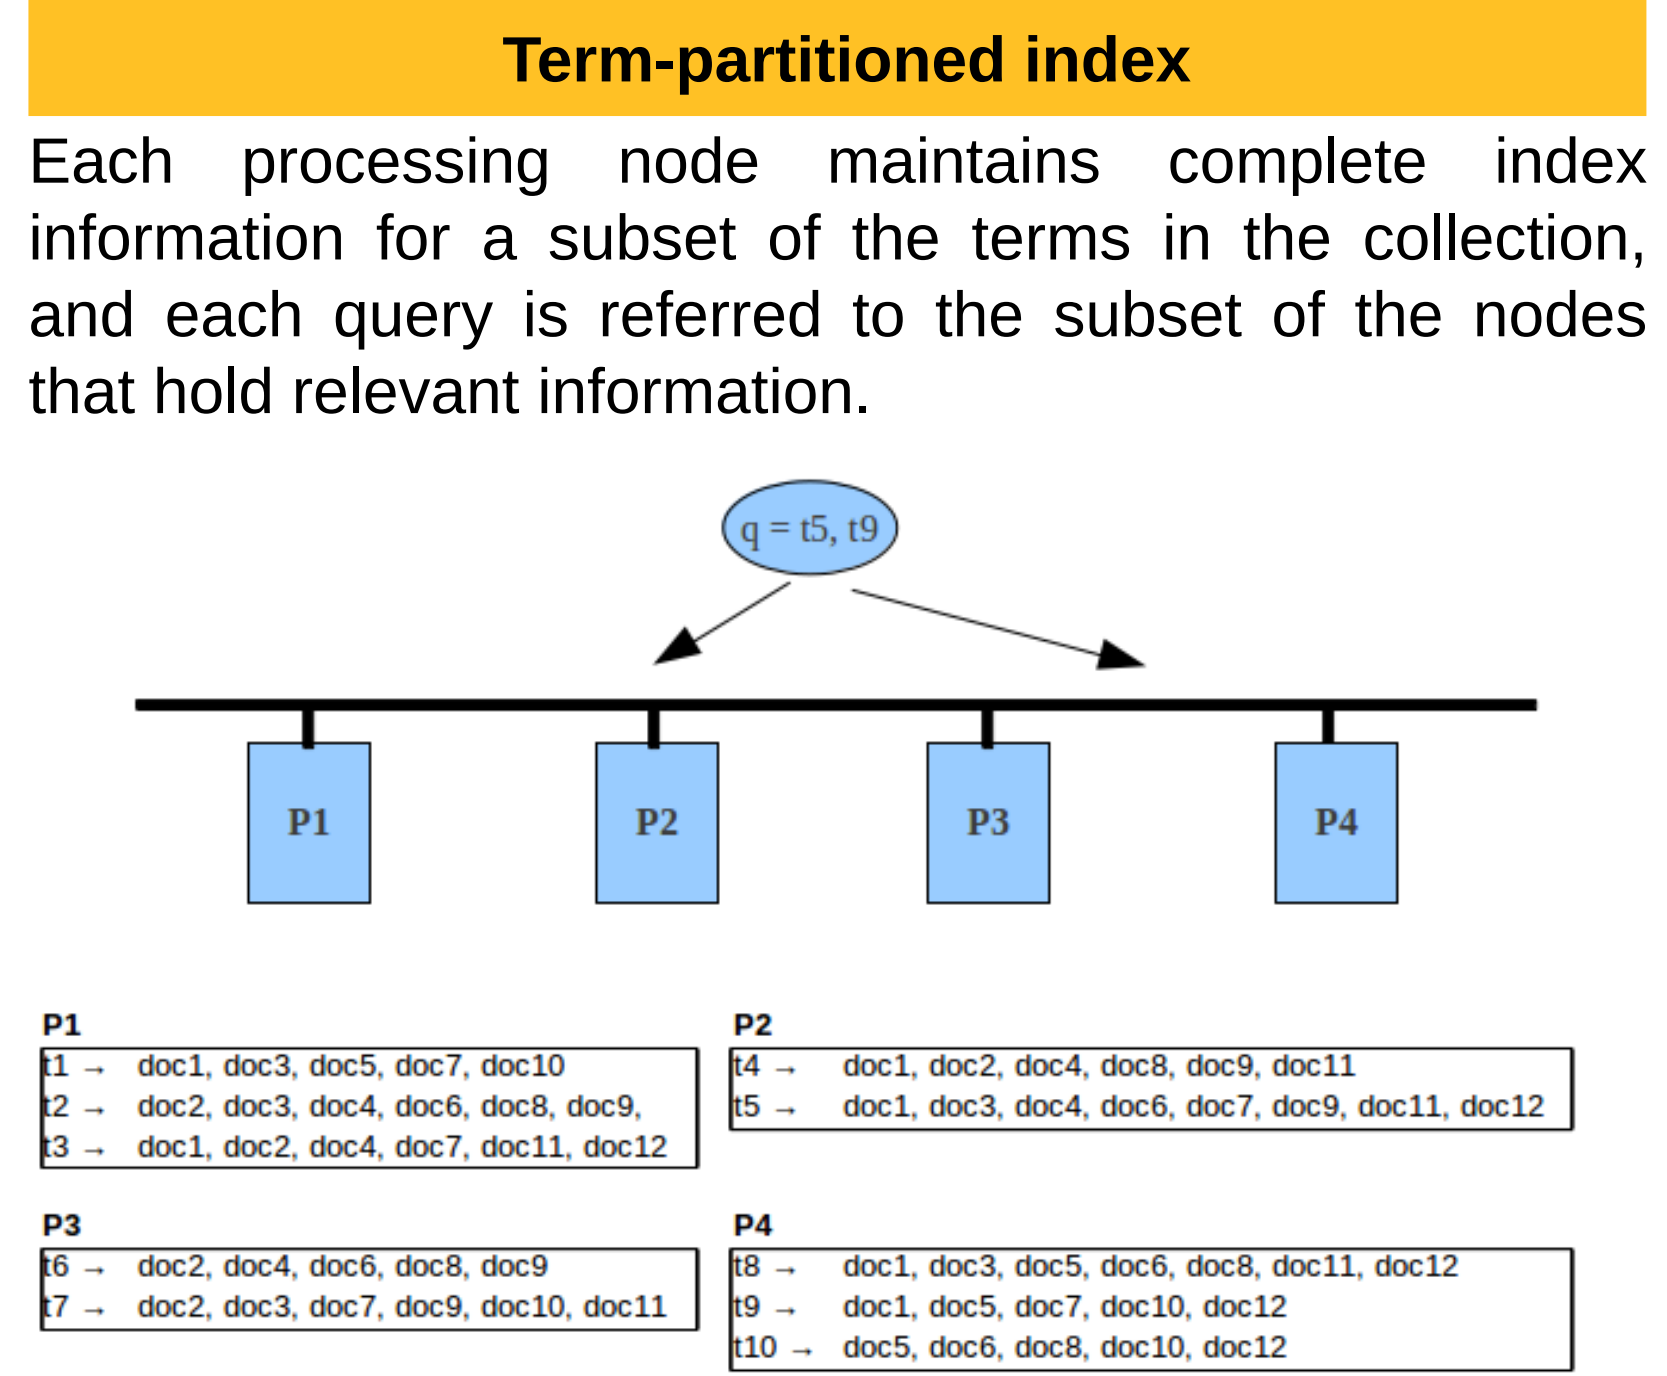 Term-partitioned index
Each processing node maintains complete index
information for a subset of the terms in the collection,
and each query is referred to the subset of the nodes
that hold relevant information.
q = t5, t9
P1 P2 P3 P4
P1
t1 → doc1, doc3, doc5, doc7, doc10
t2 → doc2, doc3, doc4, doc6, doc8, doc9,
t3 → doc1, doc2, doc4, doc7, doc11, doc12
P2
t4 → doc1, doc2, doc4, doc8, doc9, doc11
t5 → doc1, doc3, doc4, doc6, doc7, doc9, doc11, doc12
P3
t6 → doc2, doc4, doc6, doc8, doc9
t7 → doc2, doc3, doc7, doc9, doc10, doc11
P4
t8 → doc1, doc3, doc5, doc6, doc8, doc11, doc12
t9 → doc1, doc5, doc7, doc10, doc12
t10 → doc5, doc6, doc8, doc10, doc12